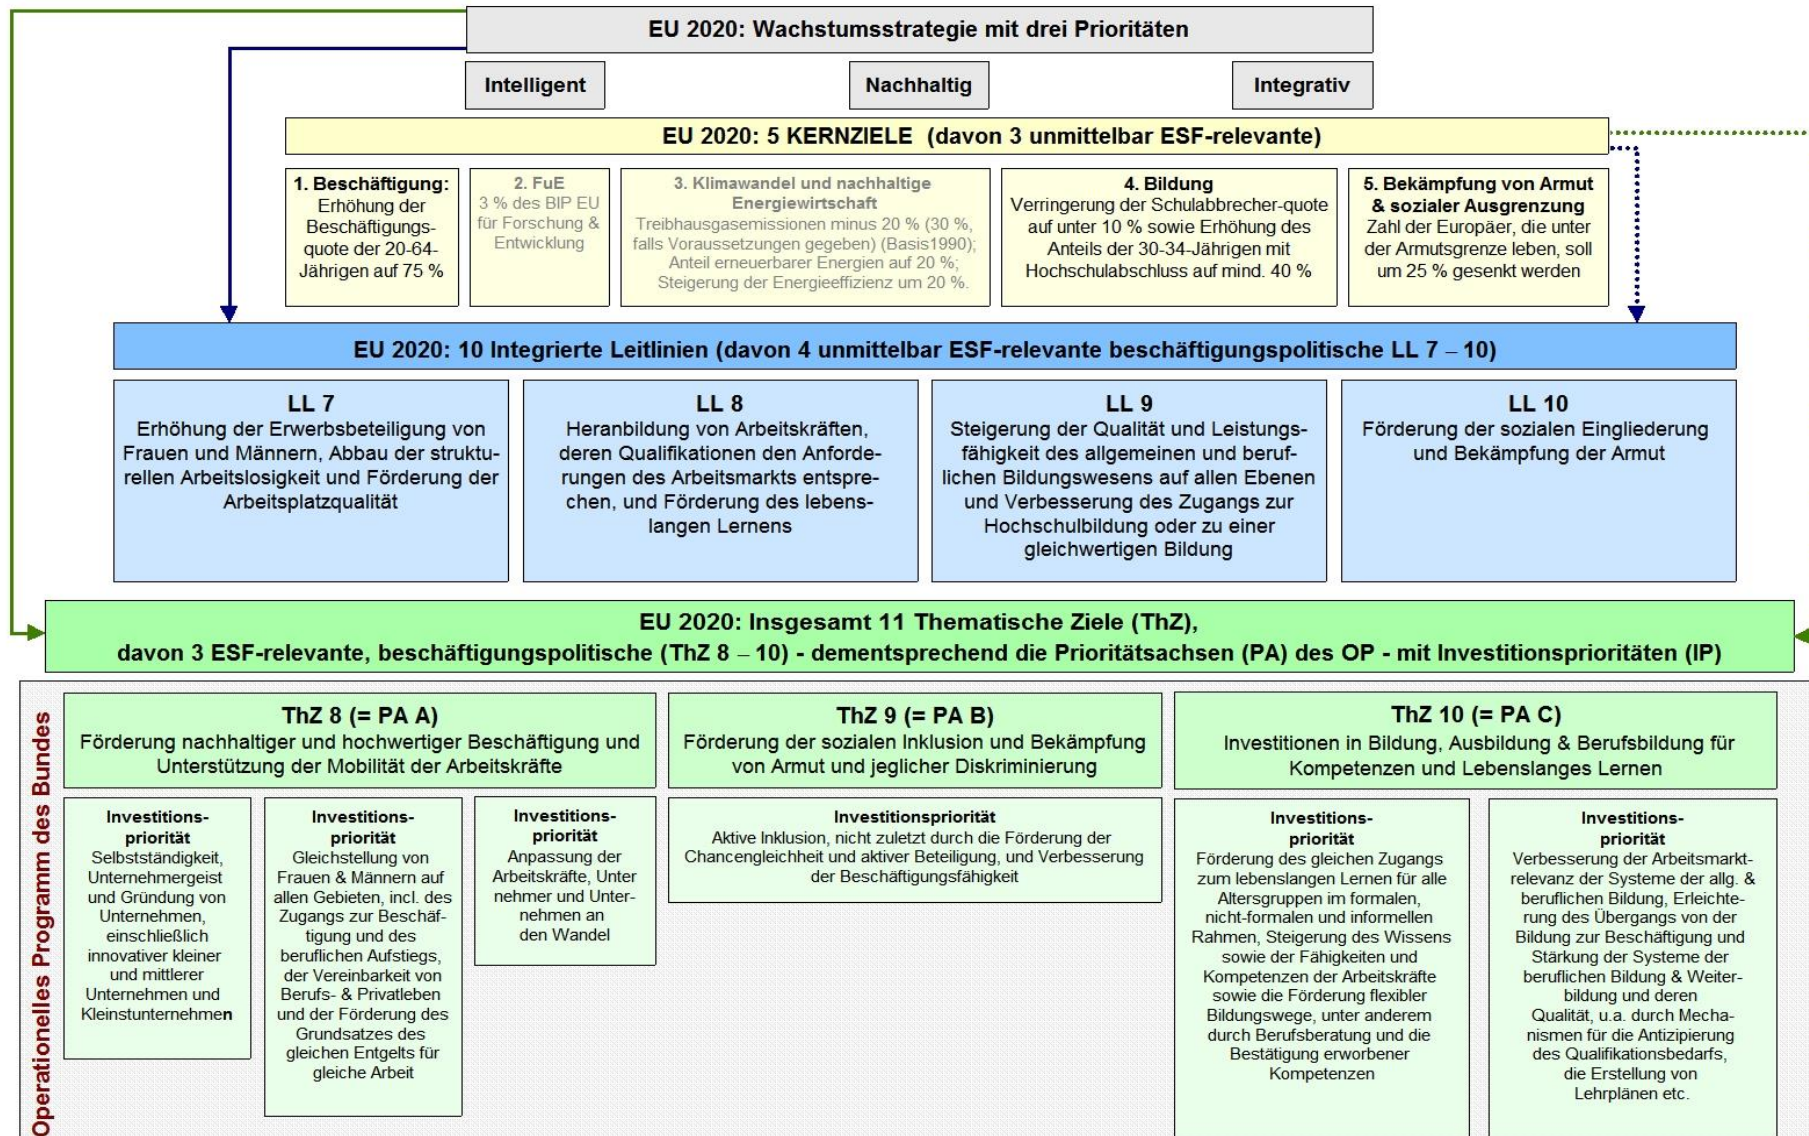 EU 2020: Wachstumsstrategie mit drei Prioritäten
Intelligent
Nachhaltig
Integrativ
EU 2020: 5 KERNZIELE (davon 3 unmittelbar ESF-relevante)
1. Beschäftigung:
Erhöhung der
Beschäftigungs-
quote der 20-64-
Jährigen auf 75 %
2. FuE
3 % des BIP EU
für Forschung &
Entwicklung
3. Klimawandel und nachhaltige
Energiewirtschaft
Treibhausgasemissionen minus 20 % (30 %,
falls Voraussetzungen gegeben) (Basis1990);
Anteil erneuerbarer Energien auf 20 %;
Steigerung der Energieeffizienz um 20 %.
4. Bildung
Verringerung der Schulabbrecher-quote
auf unter 10 % sowie Erhöhung des
Anteils der 30-34-Jährigen mit
Hochschulabschluss auf mind. 40 %
5. Bekämpfung von Armut
& sozialer Ausgrenzung
Zahl der Europäer, die unter
der Armutsgrenze leben, soll
um 25 % gesenkt werden
EU 2020: 10 Integrierte Leitlinien (davon 4 unmittelbar ESF-relevante beschäftigungspolitische LL 7 – 10)
LL 7
Erhöhung der Erwerbsbeteiligung von
Frauen und Männern, Abbau der struktu-
rellen Arbeitslosigkeit und Förderung der
Arbeitsplatzqualität
LL 8
Heranbildung von Arbeitskräften,
deren Qualifikationen den Anforde-
rungen des Arbeitsmarkts entspre-
chen, und Förderung des lebens-
langen Lernens
LL 9
Steigerung der Qualität und Leistungs-
fähigkeit des allgemeinen und beruf-
lichen Bildungswesens auf allen Ebenen
und Verbesserung des Zugangs zur
Hochschulbildung oder zu einer
gleichwertigen Bildung
LL 10
Förderung der sozialen Eingliederung
und Bekämpfung der Armut
EU 2020: Insgesamt 11 Thematische Ziele (ThZ),
davon 3 ESF-relevante, beschäftigungspolitische (ThZ 8 – 10) - dementsprechend die Prioritätsachsen (PA) des OP - mit Investitionsprioritäten (IP)
Operationelles Programm des Bundes
ThZ 8 (= PA A)
Förderung nachhaltiger und hochwertiger Beschäftigung und
Unterstützung der Mobilität der Arbeitskräfte
Investitions-
priorität
Selbstständigkeit,
Unternehmergeist
und Gründung von
Unternehmen,
einschließlich
innovativer kleiner
und mittlerer
Unternehmen und
Kleinstunternehmen
Investitions-
priorität
Gleichstellung von
Frauen & Männern auf
allen Gebieten, incl. des
Zugangs zur Beschäf-
tigung und des
beruflichen Aufstiegs,
der Vereinbarkeit von
Berufs- & Privatleben
und der Förderung des
Grundsatzes des
gleichen Entgelts für
gleiche Arbeit
Investitions-
priorität
Anpassung der
Arbeitskräfte, Unter
nehmer und Unter-
nehmen an
den Wandel
ThZ 9 (= PA B)
Förderung der sozialen Inklusion und Bekämpfung
von Armut und jeglicher Diskriminierung
Investitionspriorität
Aktive Inklusion, nicht zuletzt durch die Förderung der
Chancengleichheit und aktiver Beteiligung, und Verbesserung
der Beschäftigungsfähigkeit
ThZ 10 (= PA C)
Investitionen in Bildung, Ausbildung & Berufsbildung für
Kompetenzen und Lebenslanges Lernen
Investitions-
priorität
Förderung des gleichen Zugangs
zum lebenslangen Lernen für alle
Altersgruppen im formalen,
nicht-formalen und informellen
Rahmen, Steigerung des Wissens
sowie der Fähigkeiten und
Kompetenzen der Arbeitskräfte
sowie die Förderung flexibler
Bildungswege, unter anderem
durch Berufsberatung und die
Bestätigung erworbener
Kompetenzen
Investitions-
priorität
Verbesserung der Arbeitsmarkt-
relevanz der Systeme der allg. &
beruflichen Bildung, Erleichte-
rung des Übergangs von der
Bildung zur Beschäftigung und
Stärkung der Systeme der
beruflichen Bildung & Weiter-
bildung und deren
Qualität, u.a. durch Mecha-
nismen für die Antizipierung
des Qualifikationsbedarfs,
die Erstellung von
Lehrplänen etc.